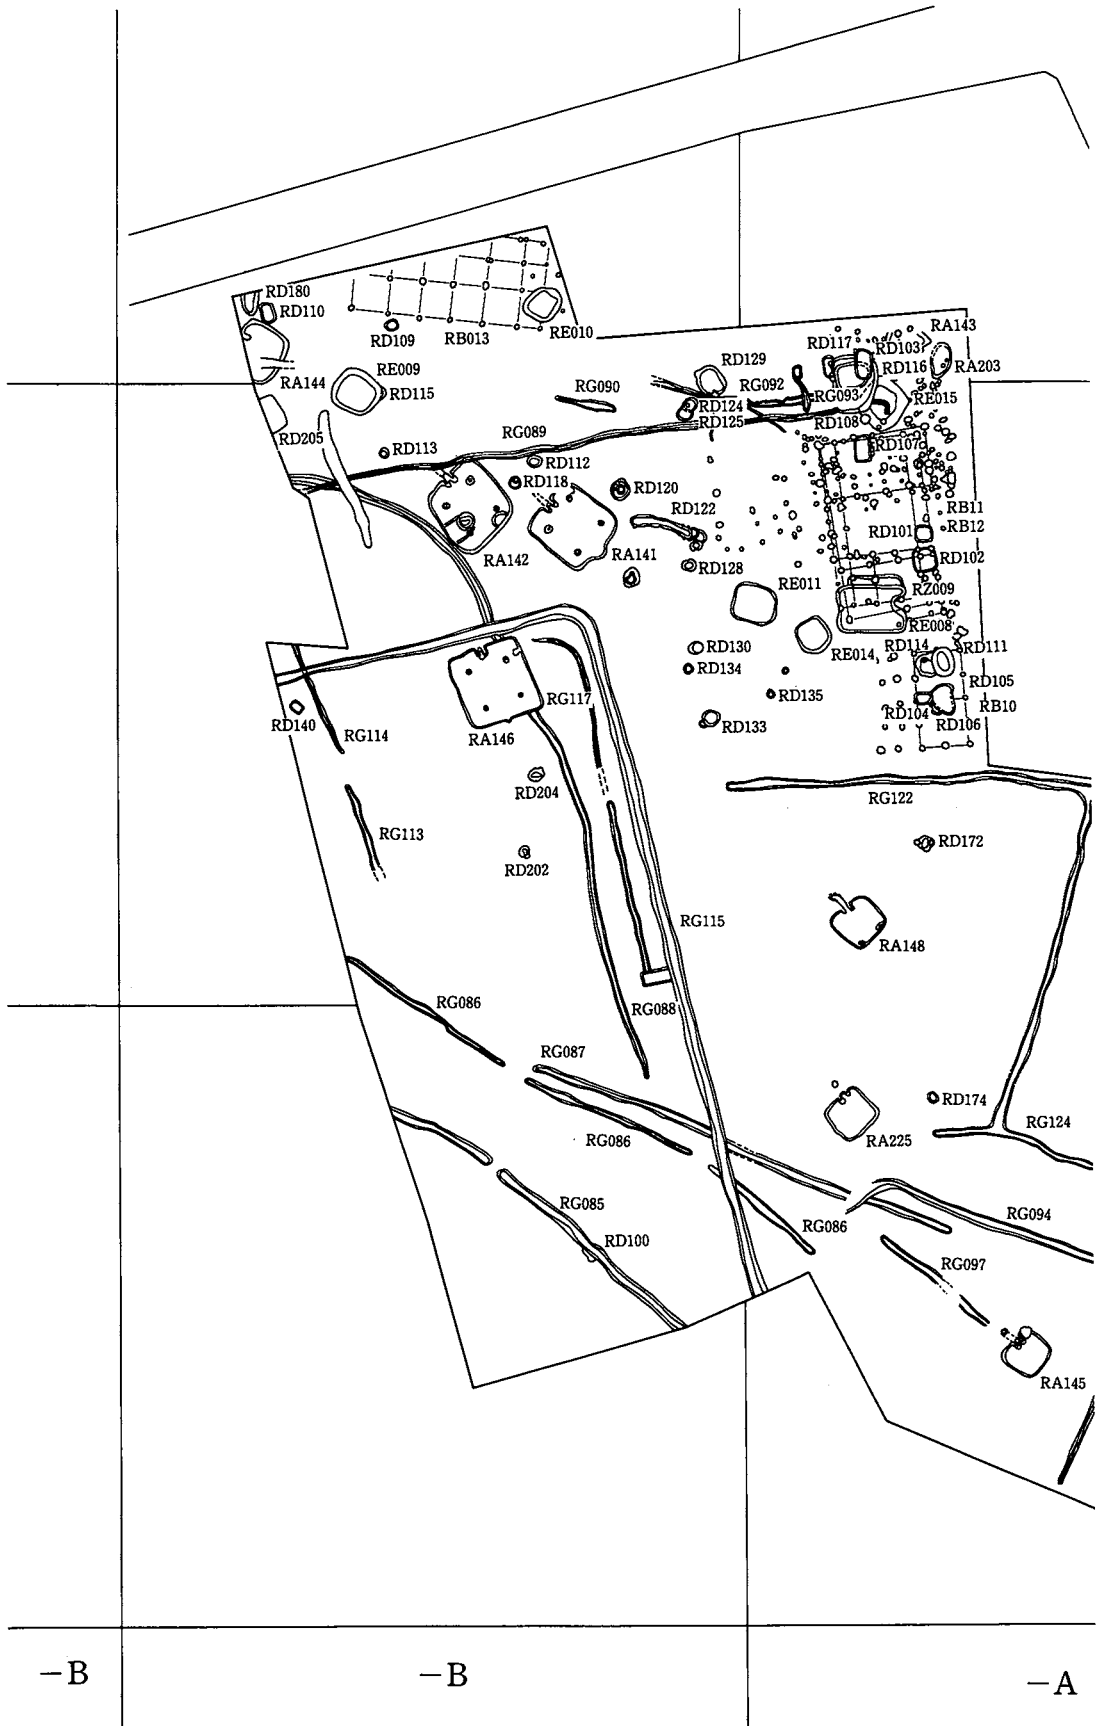 RD180
RD110
RD109
RB013
RE010
RA144
RE009
RD115
RD205
RD113
RG089
RG090
RD129
RG092
RD124
RD125
RD117
RD103
RD116
RG093
RD108
RD107
RA143
RA203
RE015
RD112
RD118
RD120
RD122
RA142
RA141
RD128
RE011
RB11
RB12
RD101
RD102
RZ009
RE008
RD114
RD111
RE014
RD105
RD130
RD134
RD135
RD133
RD104
RD106
RB10
RD140
RG114
RA146
RG117
RD204
RG113
RD202
RG122
RD172
RG115
RA148
RG086
RG088
RG087
RG086
RD174
RA225
RG124
RG085
RD100
RG086
RG094
RG097
RA145
−B
−B
−A